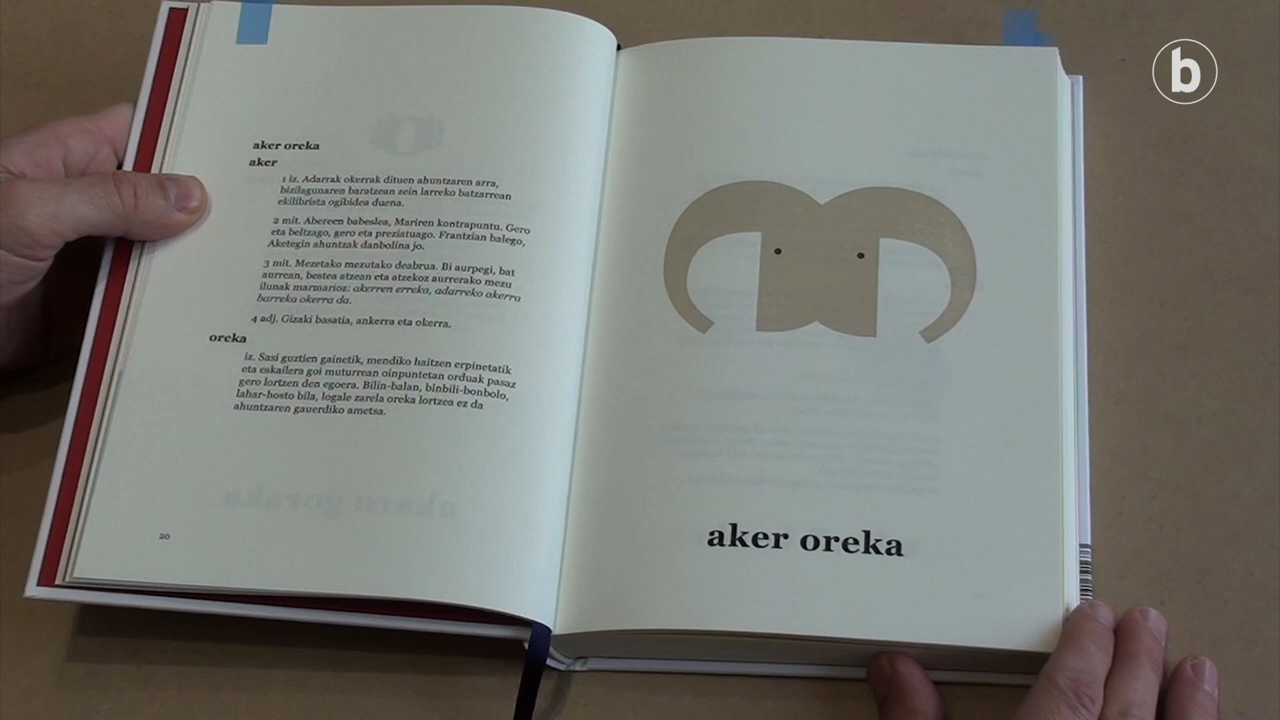 b
aker oreka
aker
1 iz. Adarrak okerrak dituen ahuntzaren arra,
bizilagunaren baratzean zein larreko batzarrean
ekilibrista ogibidea duena.
2 mit. Abereen babeslea, Mariren kontrapuntu. Gero
eta beltzago, gero eta preziatuago. Frantzian balego,
Aketegin ahuntzak danbolina jo.
3 mit. Mezetako mezutako deabrua. Bi aurpegi, bat
aurrean, bestea atzean eta atzekoz aurrerako mezu
ilunak marmarioz: akerren erreka, adarreko akerra
barreko okerra da.
4 adj. Gizaki basatia, ankerra eta okerra.
oreka
iz. Sasi guztien gainetik, mendiko haitzen erpinetatik
eta eskailera goi muturrean oinpuntetan orduak pasaz
gero lortzen den egoera. Bilin-balan, binbili-bonbolo,
lahar-hosto bila, logale zarela oreka lortzea ez da
ahuntzaren gauerdiko ametsa.
akaro goraka
20
aker oreka